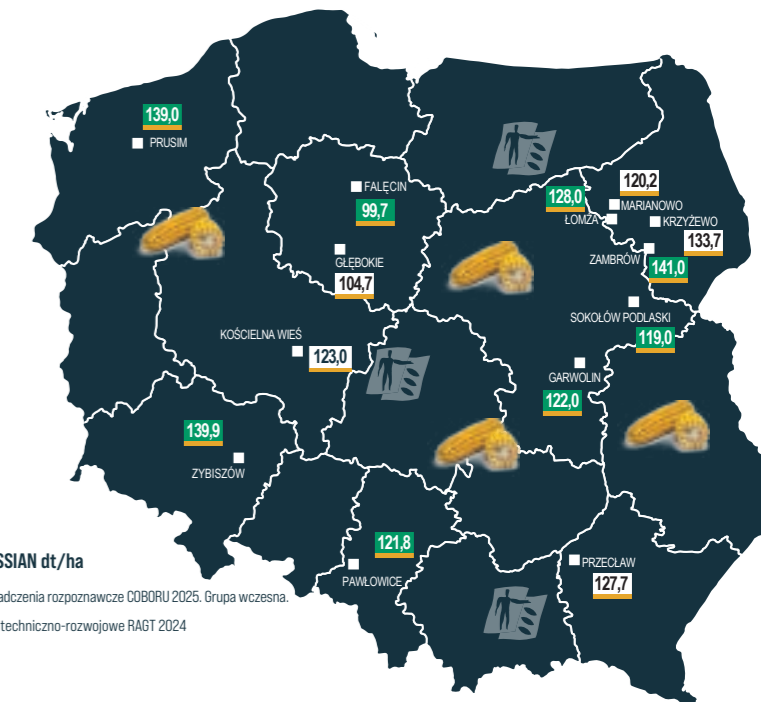 139,0
PRUSIM
FALĘCIN
99,7
GŁĘBOKIE
104,7
128,0
120,2
MARIANOWO
ŁOMŻA
KRZYŻEWO
133,7
ZAMBRÓW
141,0
SOKOŁÓW PODLASKI
119,0
KOŚCIELNA WIEŚ
123,0
GARWOLIN
122,0
139,9
ZYBISZÓW
121,8
PAWŁOWICE
PRZECŁAW
127,7
SSIAN dt/ha
adczenia rozpoznawcze COBORU 2025. Grupa wczesna.
techniczno-rozwojowe RAGT 2024